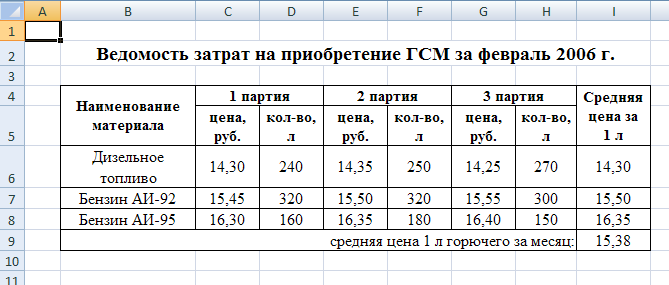 A B C D E F G H I
1
2 Ведомость затрат на приобретение ГСМ за февраль 2006 г.
3
4 Наименование материала 1 партия 2 партия 3 партия Средняя цена за 1 л
5 цена, руб. кол-во, л цена, руб. кол-во, л цена, руб. кол-во, л
6 Дизельное топливо 14,30 240 14,35 250 14,25 270 14,30
7 Бензин АИ-92 15,45 320 15,50 320 15,55 300 15,50
8 Бензин АИ-95 16,30 160 16,35 180 16,40 150 16,35
9 средняя цена 1 л горючего за месяц: 15,38
10
11